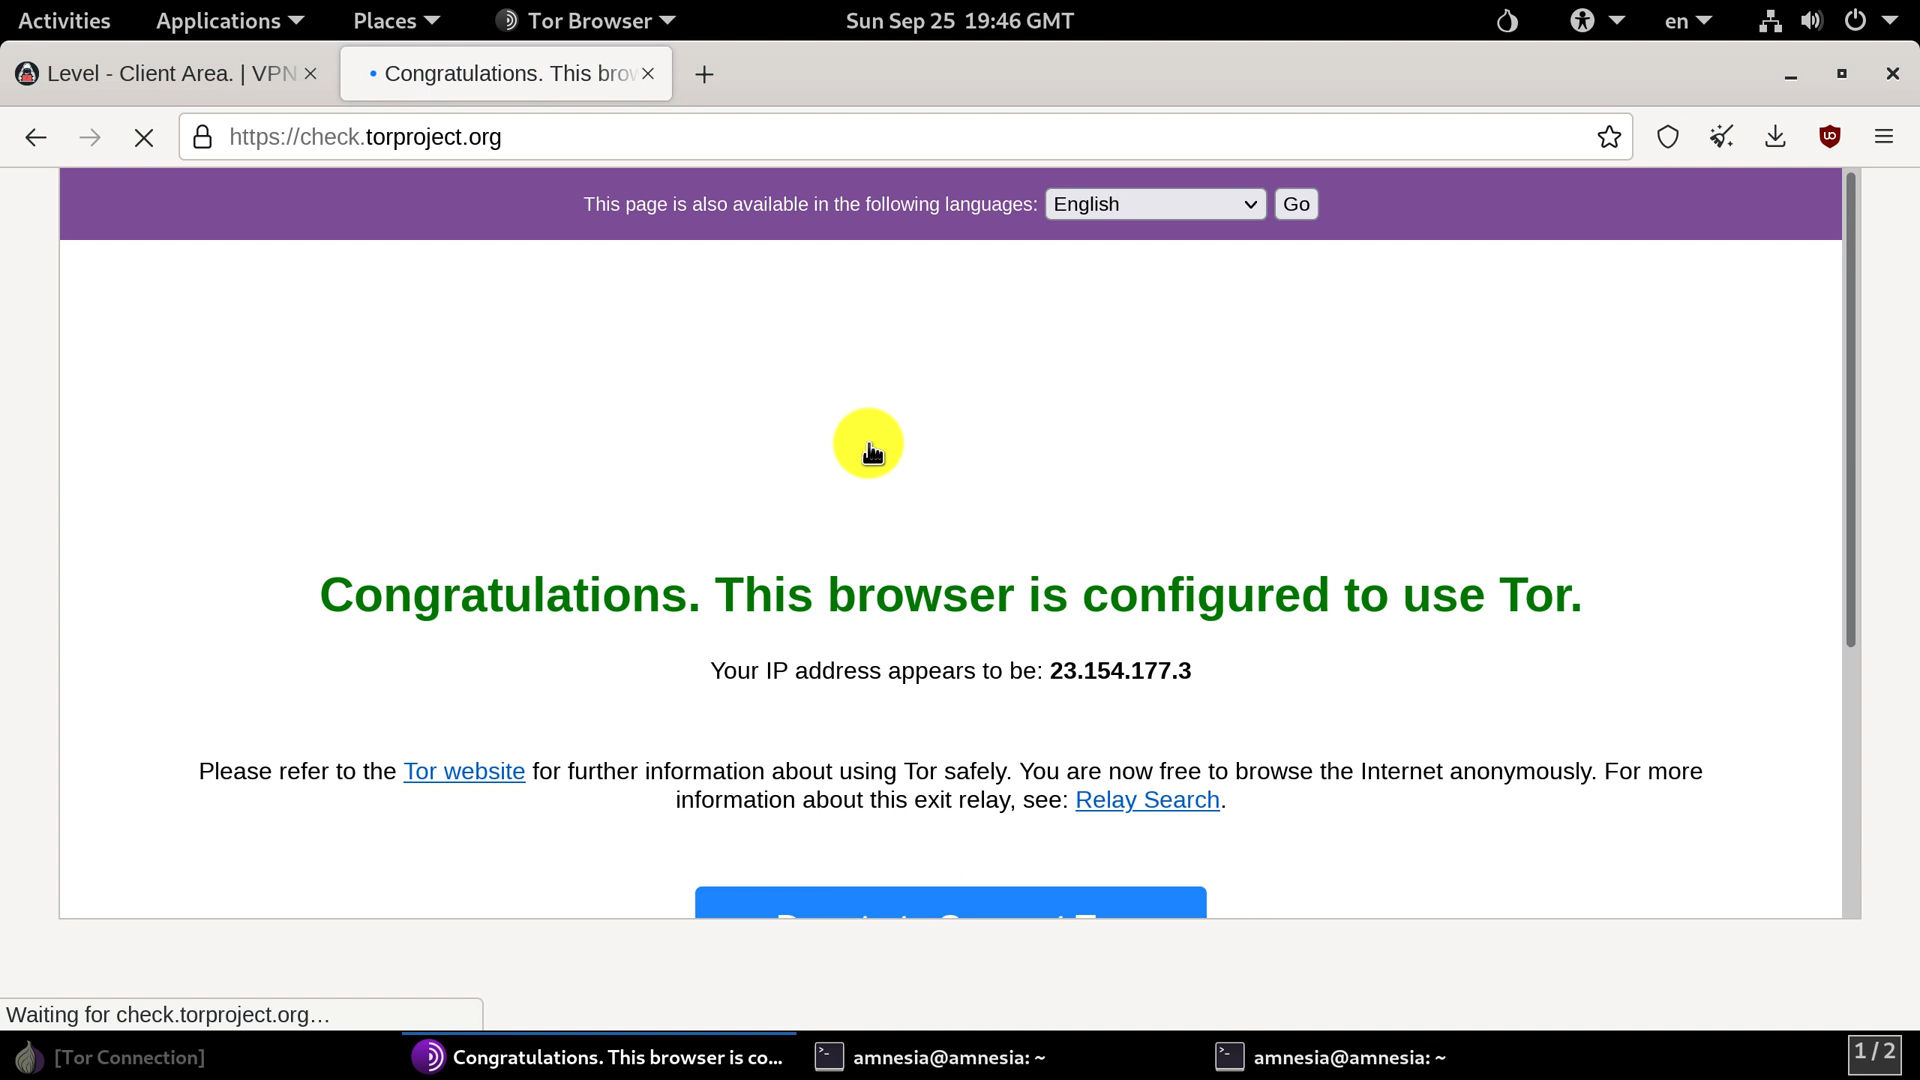 Activities Applications Places Tor Browser Sun Sep 25 19:46 GMT en
Level - Client Area. | VPN Congratulations. This brow
https://check.torproject.org
This page is also available in the following languages: English Go
Congratulations. This browser is configured to use Tor.
Your IP address appears to be: 23.154.177.3
Please refer to the Tor website for further information about using Tor safely. You are now free to browse the Internet anonymously. For more
information about this exit relay, see: Relay Search.
Waiting for check.torproject.org…
[Tor Connection] Congratulations. This browser is co... amnesia@amnesia: ~ amnesia@amnesia: ~ 1 / 2